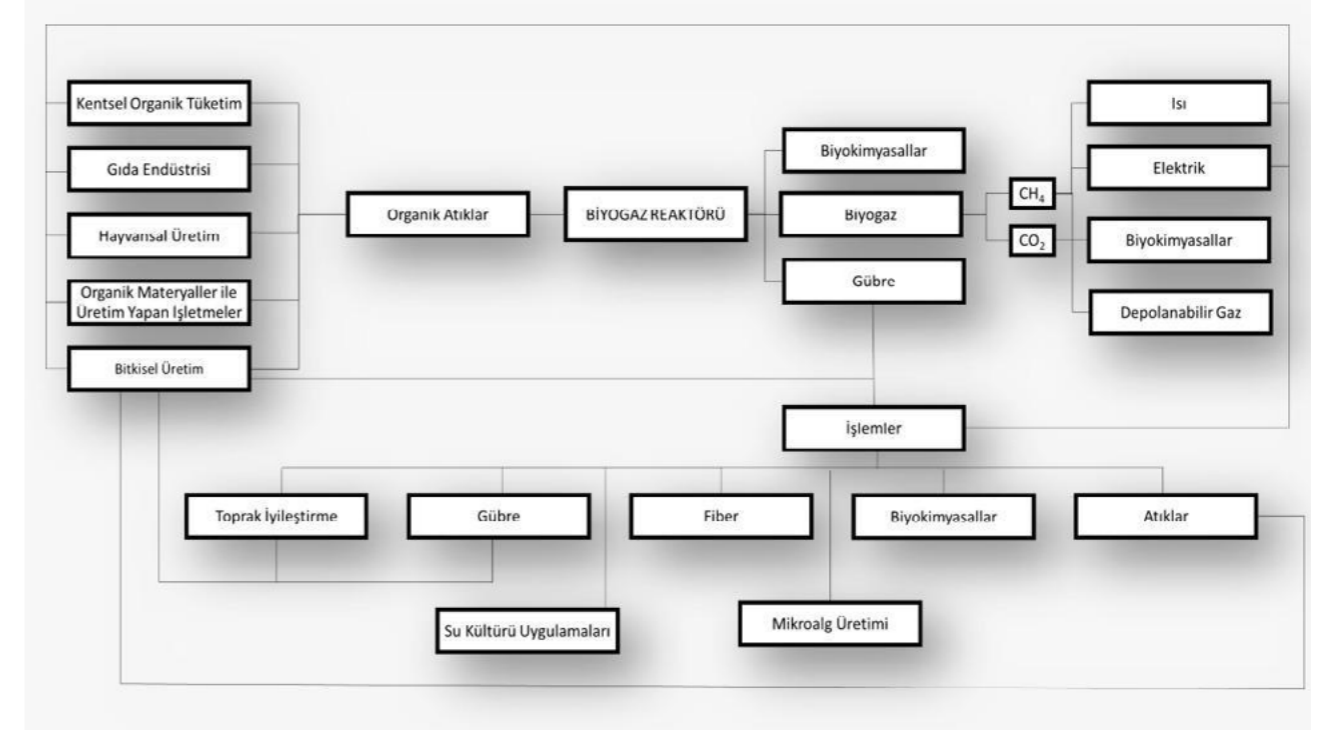 Kentsel Organik Tüketim
Gıda Endüstrisi
Hayvansal Üretim
Organik Materyaller ile
Üretim Yapan İşletmeler
Bitkisel Üretim
Organik Atıklar
BİYOGAZ REAKTÖRÜ
Biyokimyasallar
Biyogaz
Gübre
CH₄
CO₂
Isı
Elektrik
Biyokimyasallar
Depolanabilir Gaz
İşlemler
Toprak İyileştirme
Gübre
Fiber
Biyokimyasallar
Atıklar
Su Kültürü Uygulamaları
Mikroalg Üretimi